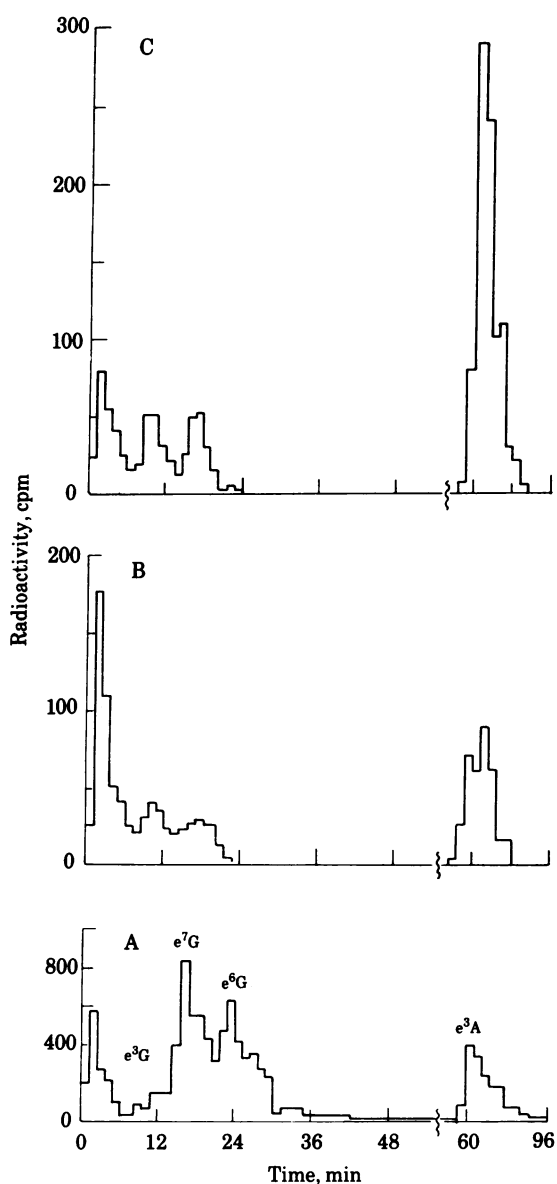 300
C
200
100
0
Radioactivity, cpm
200
B
100
0
A
e⁷G
800
e⁶G
e³G
e³A
400
0
0 12 24 36 48 60 96
Time, min